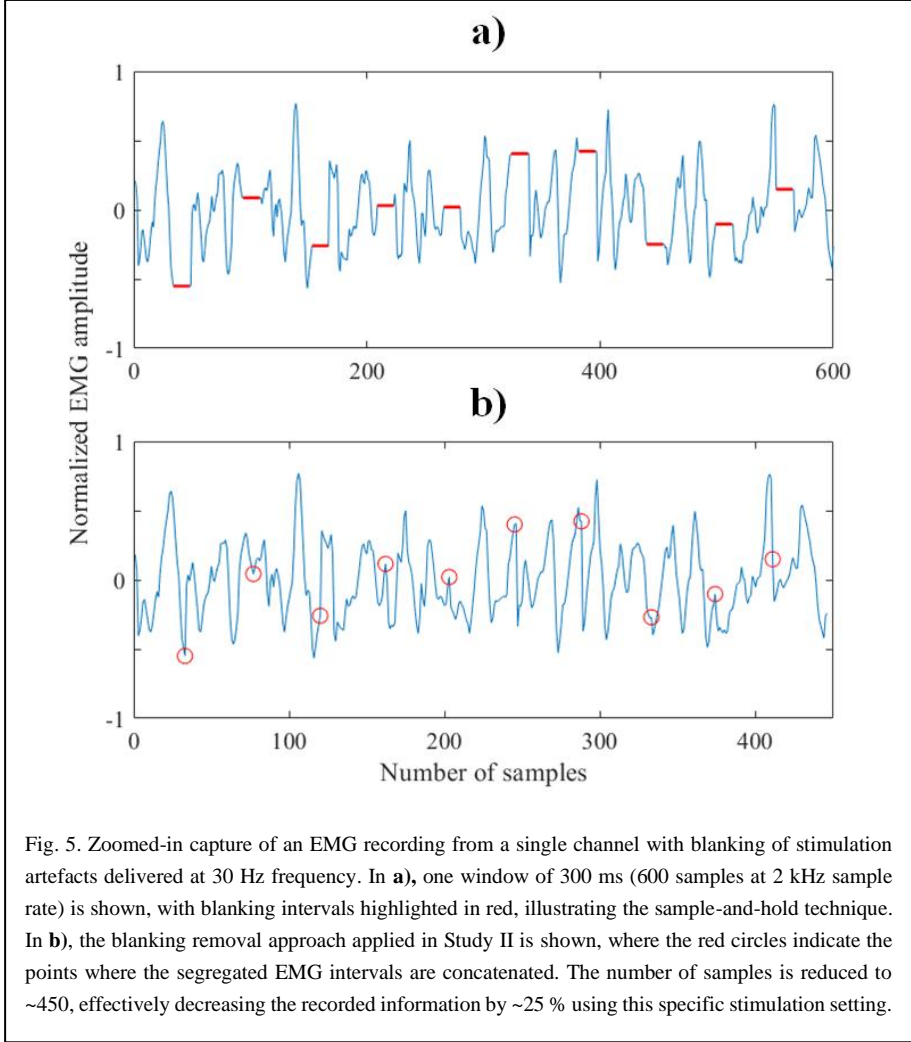 a)
1
0
-1
0
200
400
600
Normalized EMG amplitude
b)
1
0
-1
0
100
200
300
400
Number of samples
Fig. 5. Zoomed-in capture of an EMG recording from a single channel with blanking of stimulation
artefacts delivered at 30 Hz frequency. In a), one window of 300 ms (600 samples at 2 kHz sample
rate) is shown, with blanking intervals highlighted in red, illustrating the sample-and-hold technique.
In b), the blanking removal approach applied in Study II is shown, where the red circles indicate the
points where the segregated EMG intervals are concatenated. The number of samples is reduced to
~450, effectively decreasing the recorded information by ~25 % using this specific stimulation setting.